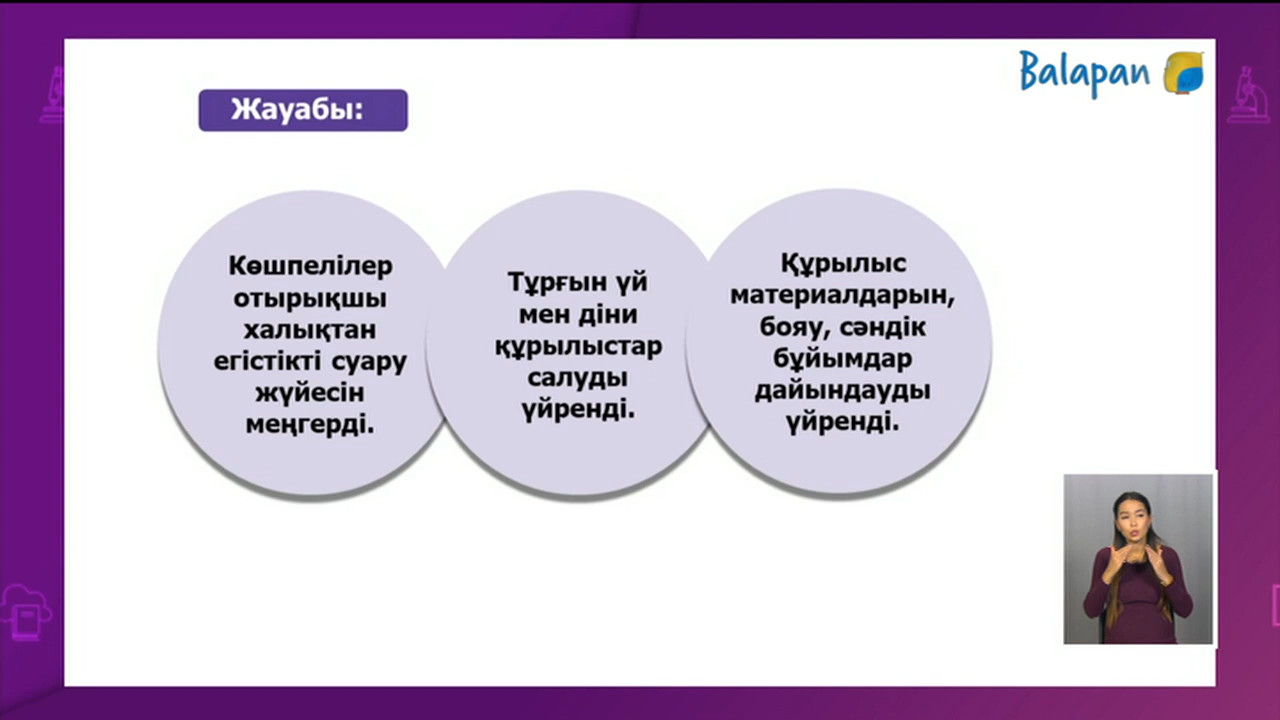 Balapan
Жауабы:
Көшпелілер
отырықшы
халықтан
егістікті суару
жүйесін
меңгерді.
Тұрғын үй
мен діни
құрылыстар
салуды
үйренді.
Құрылыс
материалдарын,
бояу, сәндік
бұйымдар
дайындауды
үйренді.